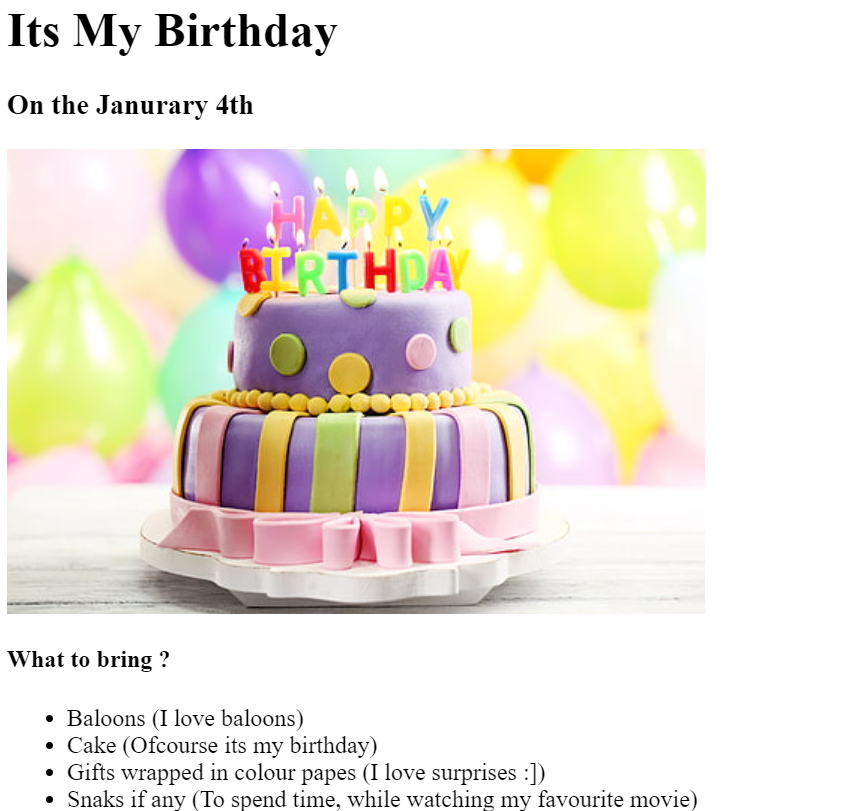 Its My Birthday
On the Janurary 4th
HAPPY
BIRTHDAY
What to bring ?
Baloons (I love baloons)
Cake (Ofcourse its my birthday)
Gifts wrapped in colour papes (I love surprises :])
Snaks if any (To spend time, while watching my favourite movie)